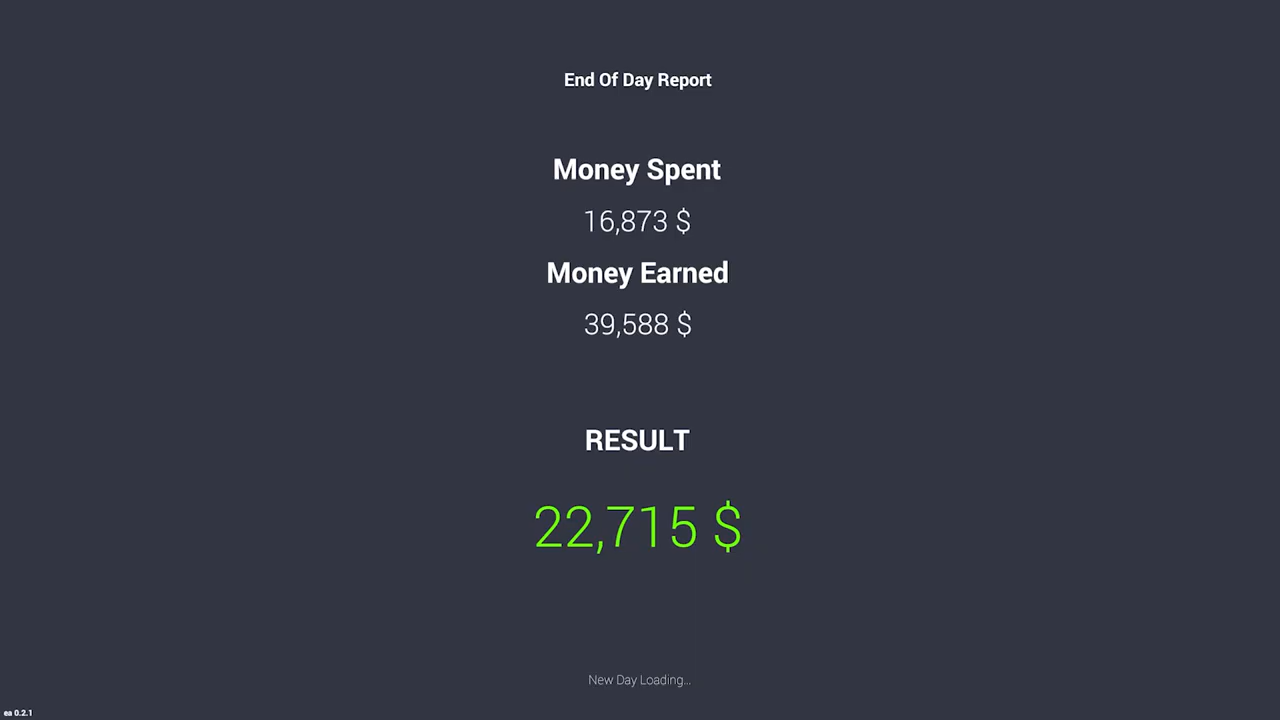 End Of Day Report
Money Spent
16,873 $
Money Earned
39,588 $
RESULT
22,715 $
New Day Loading...
ea 0.2.1